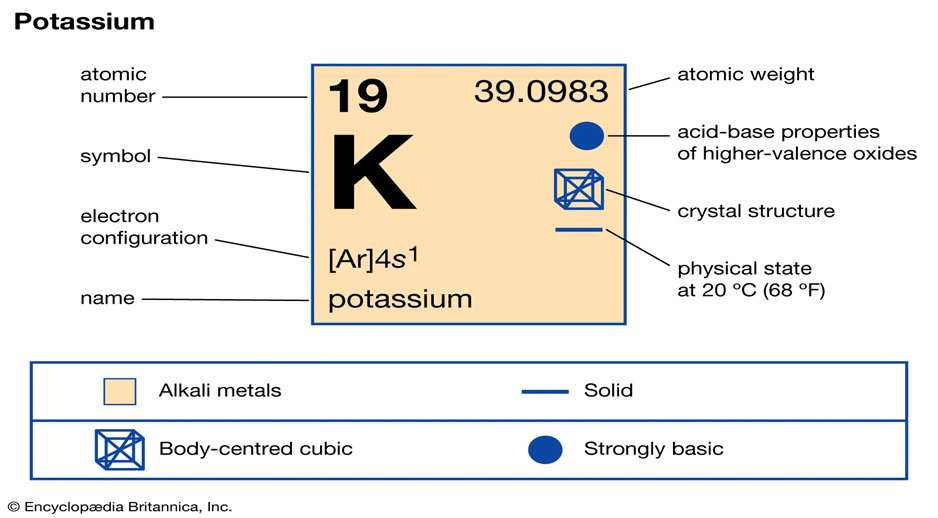 Potassium
atomic
number
symbol
electron
configuration
name
19
39.0983
K
[Ar]4s¹
potassium
atomic weight
acid-base properties
of higher-valence oxides
crystal structure
physical state
at 20 ºC (68 ºF)
Alkali metals
Solid
Body-centred cubic
Strongly basic
© Encyclopædia Britannica, Inc.